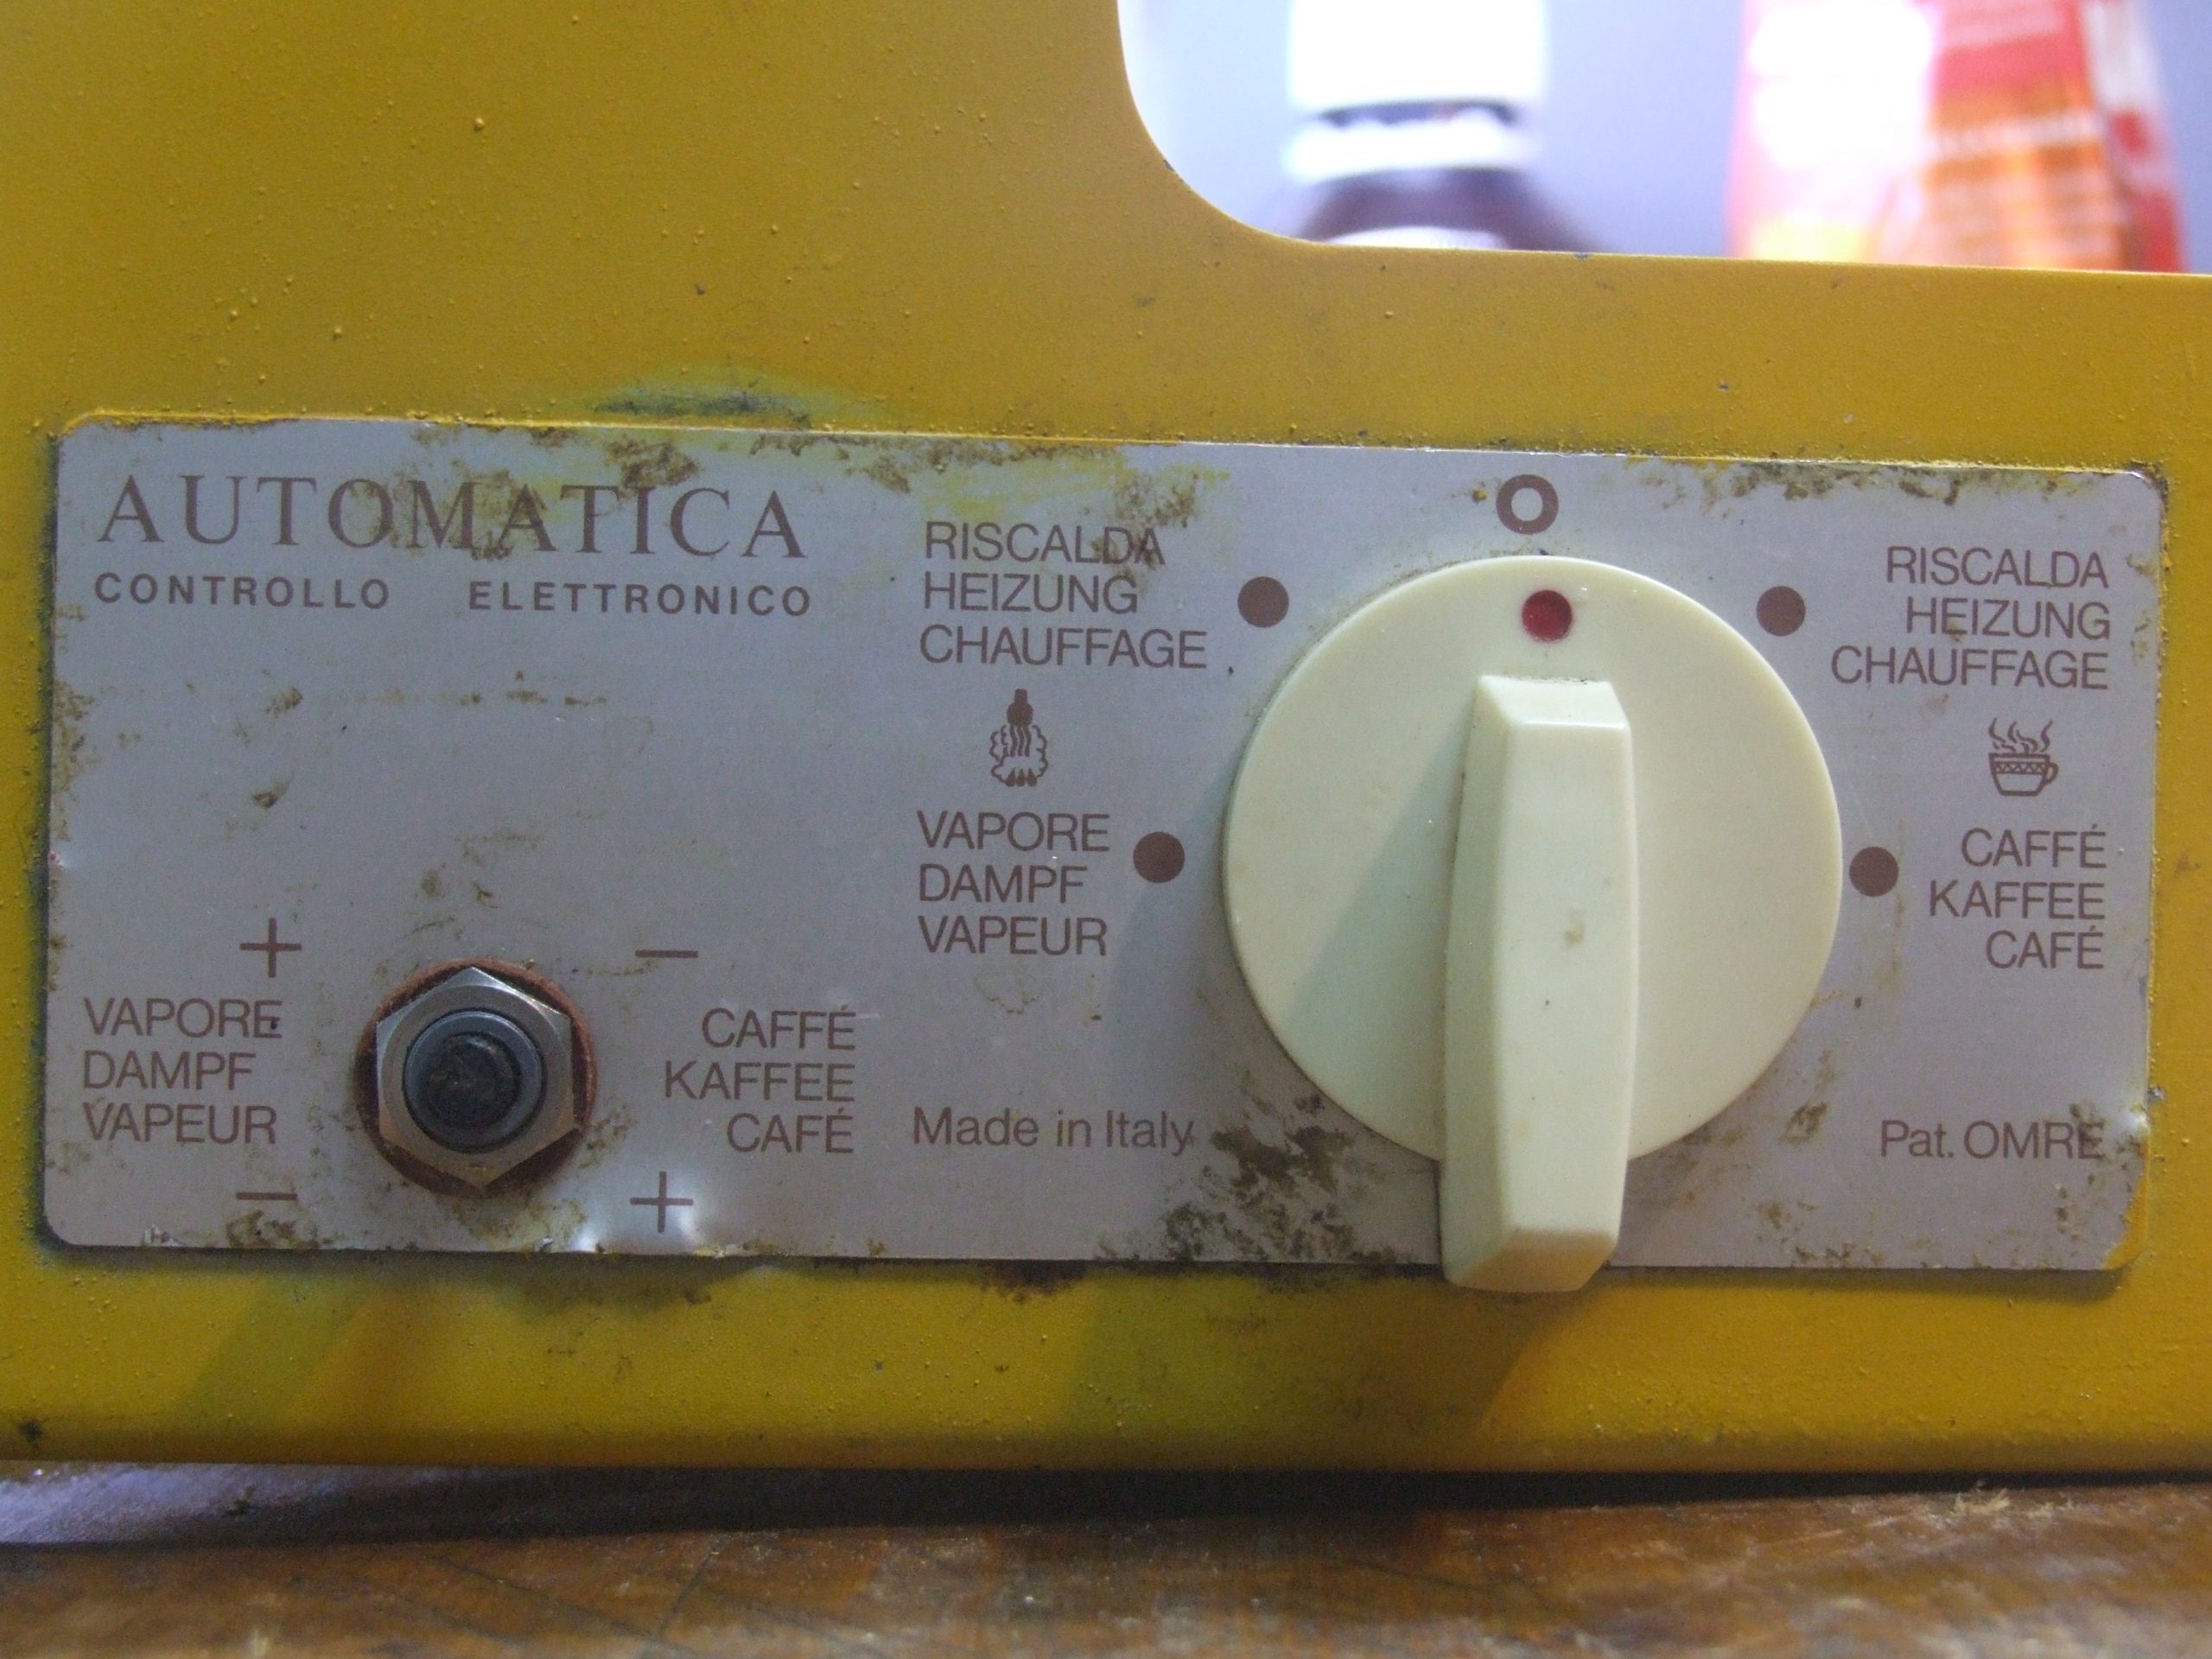 AUTOMATICA
CONTROLLO ELETTRONICO
+
−
VAPORE
DAMPF
VAPEUR
−
CAFFÉ
KAFFEE
CAFÉ
+
RISCALDA
HEIZUNG
CHAUFFAGE
VAPORE
DAMPF
VAPEUR
Made in Italy
O
RISCALDA
HEIZUNG
CHAUFFAGE
CAFFÉ
KAFFEE
CAFÉ
Pat. OMRE